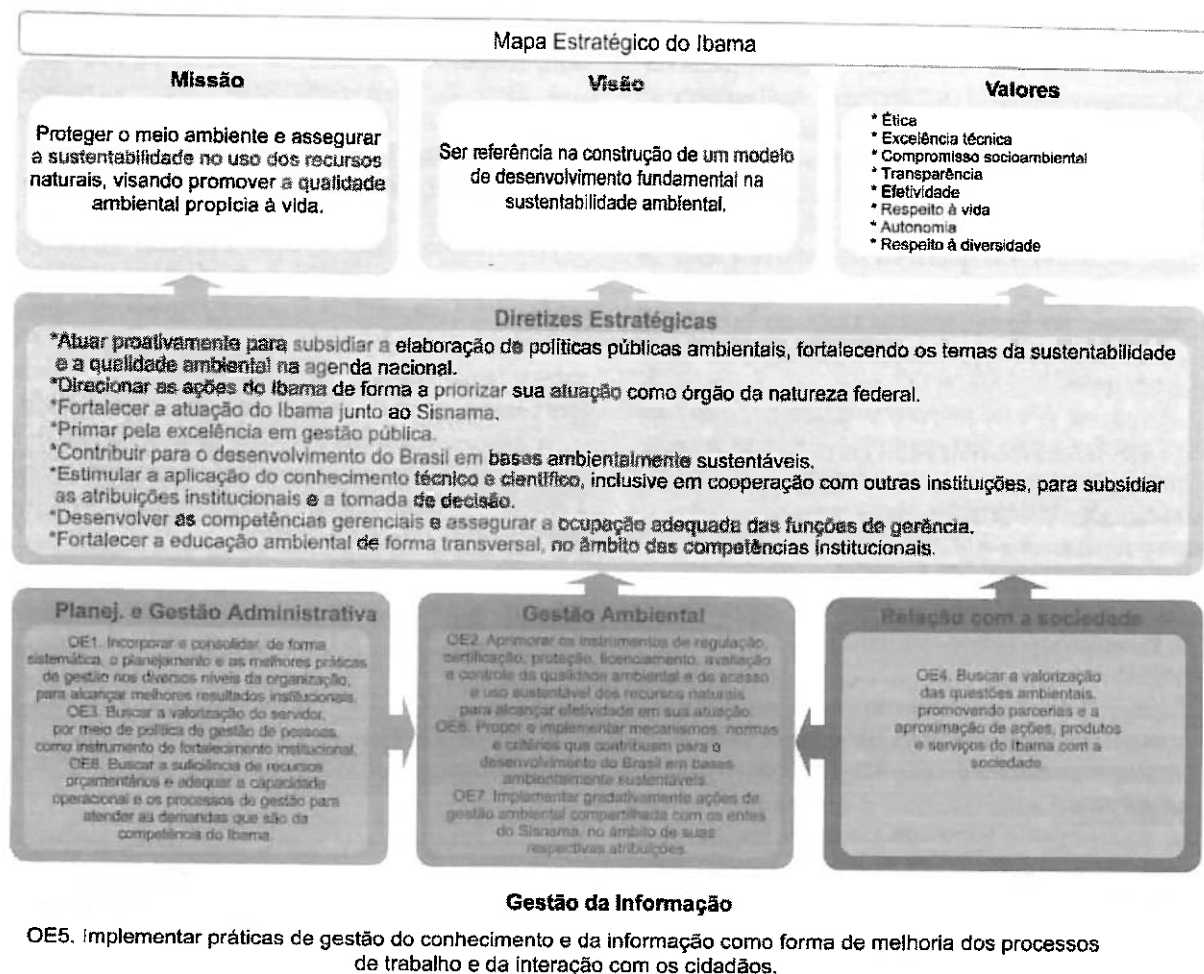 Mapa Estratégico do Ibama
Missão
Proteger o meio ambiente e assegurar
a sustentabilidade no uso dos recursos
naturais, visando promover a qualidade
ambiental propícia à vida.
Visão
Ser referência na construção de um modelo
de desenvolvimento fundamental na
sustentabilidade ambiental.
Valores
* Ética
* Excelência técnica
* Compromisso socioambiental
* Transparência
* Efetividade
* Respeito à vida
* Autonomia
* Respeito à diversidade
Diretizes Estratégicas
*Atuar proativamente para subsidiar a elaboração de políticas públicas ambientais, fortalecendo os temas da sustentabilidade
e a qualidade ambiental na agenda nacional.
*Direcionar as ações do Ibama de forma a priorizar sua atuação como órgão da natureza federal.
*Fortalecer a atuação do Ibama junto ao Sisnama.
*Primar pela excelência em gestão pública.
*Contribuir para o desenvolvimento do Brasil em bases ambientalmente sustentáveis.
*Estimular a aplicação do conhecimento técnico e científico, inclusive em cooperação com outras instituições, para subsidiar
as atribuições institucionais e a tomada de decisão.
*Desenvolver as competências gerenciais e assegurar a ocupação adequada das funções de gerância.
*Fortalecer a educação ambiental de forma transversal, no âmbito das competências institucionais.
Planej. e Gestão Administrativa
OE1. Incorporar e consolidar, de forma
sistemática, o planejamento e as melhores práticas
de gestão nos diversos níveis da organização,
para alcançar melhores resultados institucionais.
OE3. Buscar a valorização do servidor,
por meio de política de gestão de pessoas,
como instrumento de fortalecimento institucional.
OE8. Buscar a suficiência de recursos
orçamentários e adequar a capacidade
operacional e os processos de gestão para
atender as demandas que são da
competência do Ibama.
Gestão Ambiental
OE2. Aprimorar os instrumentos de regulação,
certificação, proteção, licenciamento, avaliação
e controle da qualidade ambiental e de acesso
e uso sustentável dos recursos naturais
para alcançar efetividade em sua atuação.
OE6. Propor e implementar mecanismos, normas
e critérios que contribuam para o
desenvolvimento do Brasil em bases
ambientamente sustentáveis.
OE7. Implementar gradativamente ações de
gestão ambiental compartilhada com os entes
do Sisnama, no âmbito de suas
respectivas atribuições.
Relação com a sociedade
OE4. Buscar a valorização
das questões ambientais,
promovendo parcerias e a
aproximação de ações, produtos
e serviços do Ibama com a
sociedade.
Gestão da Informação
OE5. Implementar práticas de gestão do conhecimento e da informação como forma de melhoria dos processos
de trabalho e da interação com os cidadãos.